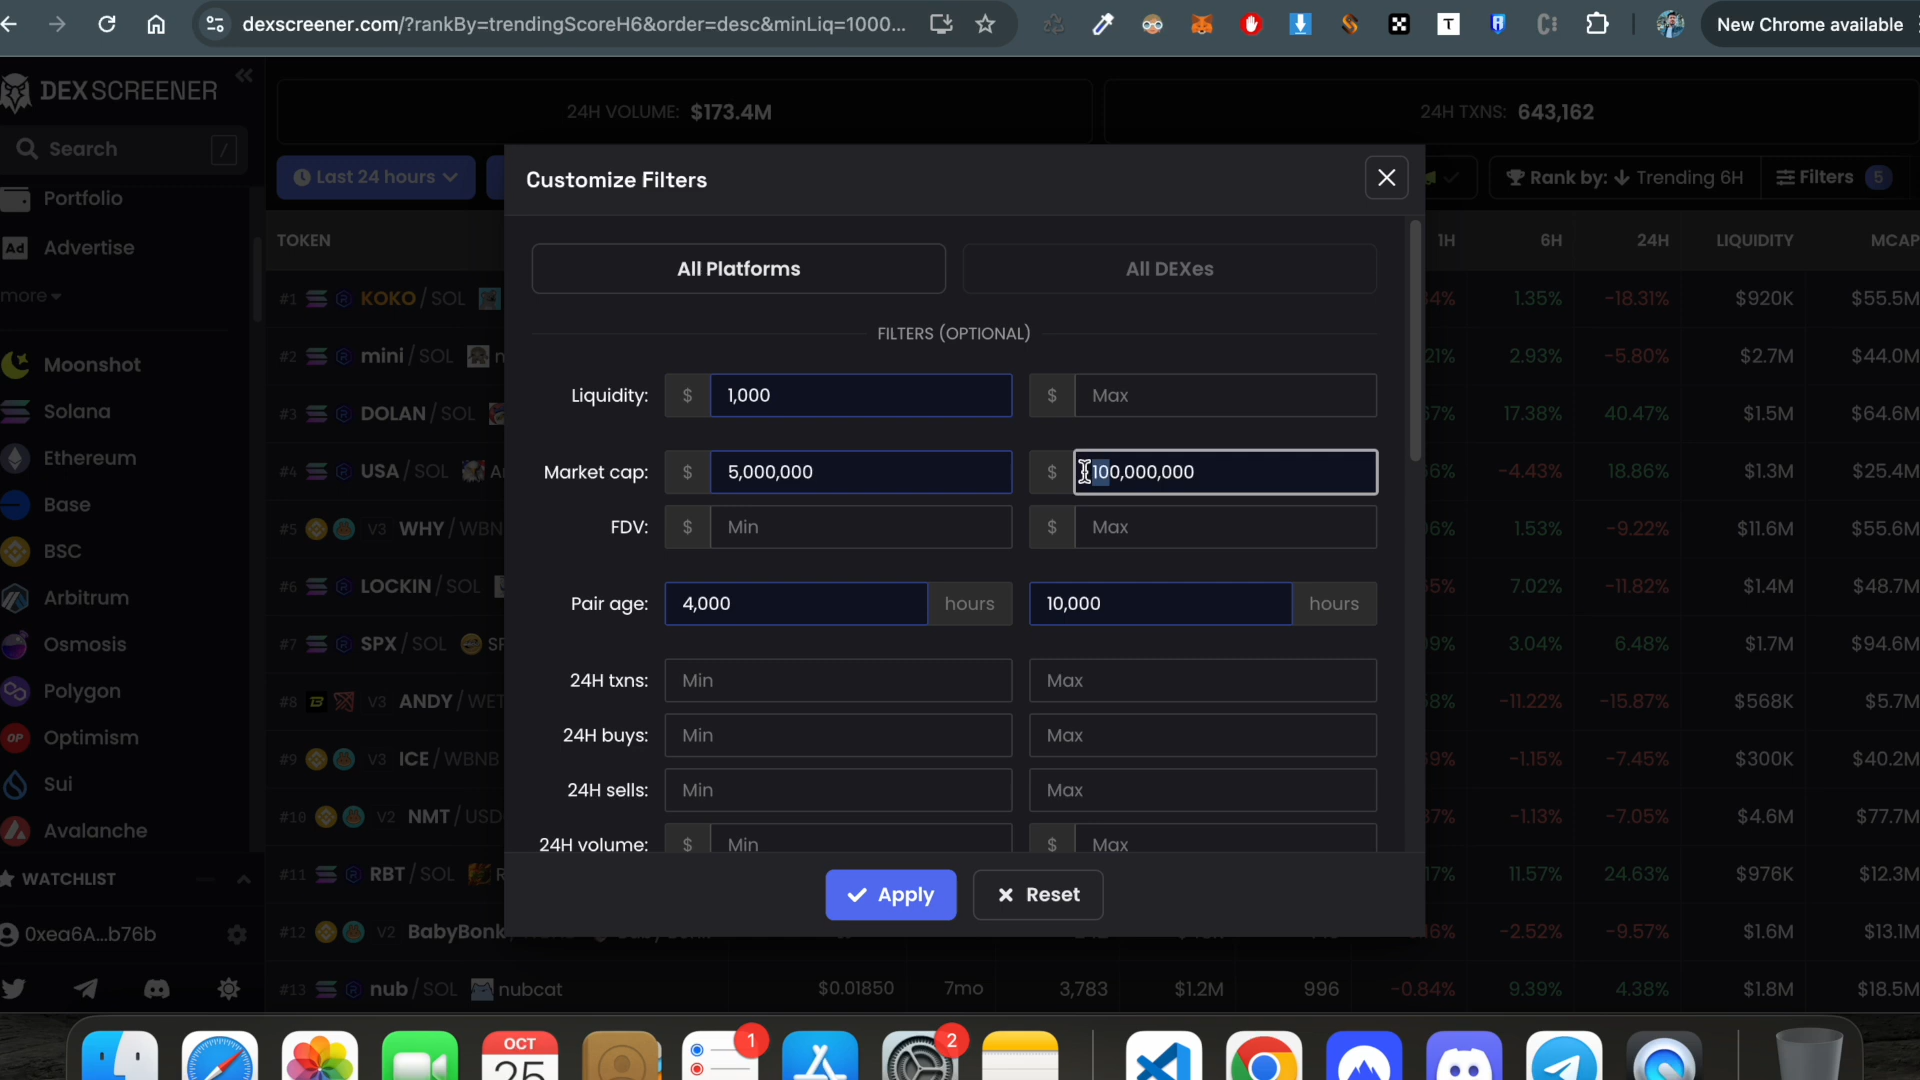 dexscreener.com/?rankBy=trendingScoreH6&order=desc&minLiq=1000...
New Chrome available
DEXSCREENER
24H VOLUME: $173.4M
24H TXNS: 643,162
Search /
Last 24 hours
Rank by: Trending 6H
Filters 5
Customize Filters
All Platforms
All DEXes
FILTERS (OPTIONAL)
Liquidity: $ 1,000 $ Max
Market cap: $ 5,000,000 $ 100,000,000
FDV: $ Min $ Max
Pair age: 4,000 hours 10,000 hours
24H txns: Min Max
24H buys: Min Max
24H sells: Min Max
24H volume: $ Min $ Max
Apply
Reset
Portfolio
Ad Advertise
more
Moonshot
Solana
Ethereum
Base
BSC
Arbitrum
Osmosis
Polygon
OP Optimism
Sui
Avalanche
WATCHLIST
0xea6A...b76b
TOKEN 1H 6H 24H LIQUIDITY MCAP
#1 KOKO/SOL 1.35% -18.31% $920K $55.5M
#2 mini/SOL 2.93% -5.80% $2.7M $44.0M
#3 DOLAN/SOL 17.38% 40.47% $1.5M $64.6M
#4 USA/SOL -4.43% 18.86% $1.3M $25.4M
#5 V3 WHY/WBN 1.53% -9.22% $11.6M $55.6M
#6 LOCKIN/SOL 7.02% -11.82% $1.4M $48.7M
#7 SPX/SOL 3.04% 6.48% $1.7M $94.6M
#8 V3 ANDY/WET -11.22% -15.87% $568K $5.7M
#9 V3 ICE/WBNB -1.15% -7.45% $300K $40.2M
#10 V2 NMT/USD -1.13% -7.05% $4.6M $77.7M
#11 RBT/SOL 11.57% 24.63% $976K $12.3M
#12 V2 BabyBonk -2.52% -9.57% $1.6M $13.1M
#13 nub/SOL nubcat $0.01850 7mo 3,783 $1.2M 996 -0.84% 9.39% 4.38% $1.8M $18.5M
OCT
25
1
2